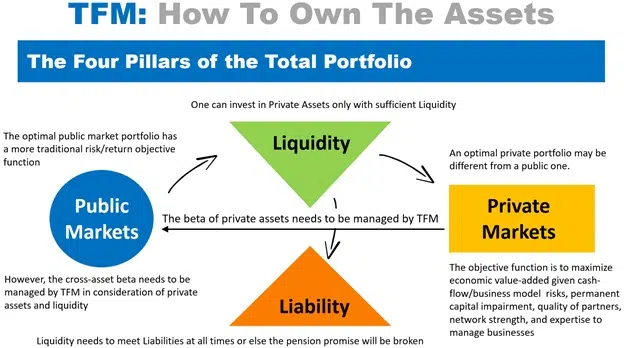 TFM: How To Own The Assets
The Four Pillars of the Total Portfolio
One can invest in Private Assets only with sufficient Liquidity
The optimal public market portfolio has
a more traditional risk/return objective
function
Liquidity
An optimal private portfolio may be
different from a public one.
Public
Markets
The beta of private assets needs to be managed by TFM
Private
Markets
However, the cross-asset beta needs to be
managed by TFM in consideration of private
assets and liquidity
Liability
The objective function is to maximize
economic value-added given cash-
flow/business model risks, permanent
capital impairment, quality of partners,
network strength, and expertise to
manage businesses
Liquidity needs to meet Liabilities at all times or else the pension promise will be broken